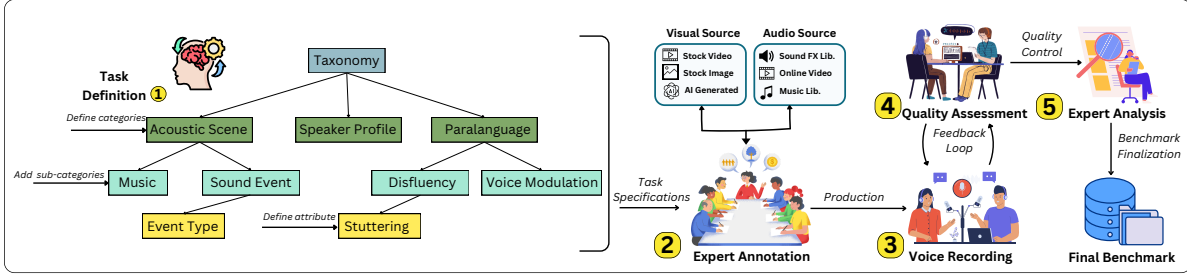 Task
Definition 1
Taxonomy
Define categories
Acoustic Scene
Speaker Profile
Paralanguage
Add sub-categories
Music
Sound Event
Disfluency
Voice Modulation
Event Type
Define attribute
Stuttering
Task
Specifications
Visual Source
Stock Video
Stock Image
AI Generated
Audio Source
Sound FX Lib.
Online Video
Music Lib.
2 Expert Annotation
Production
3 Voice Recording
Feedback
Loop
4 Quality Assessment
Quality
Control
5 Expert Analysis
Benchmark
Finalization
Final Benchmark